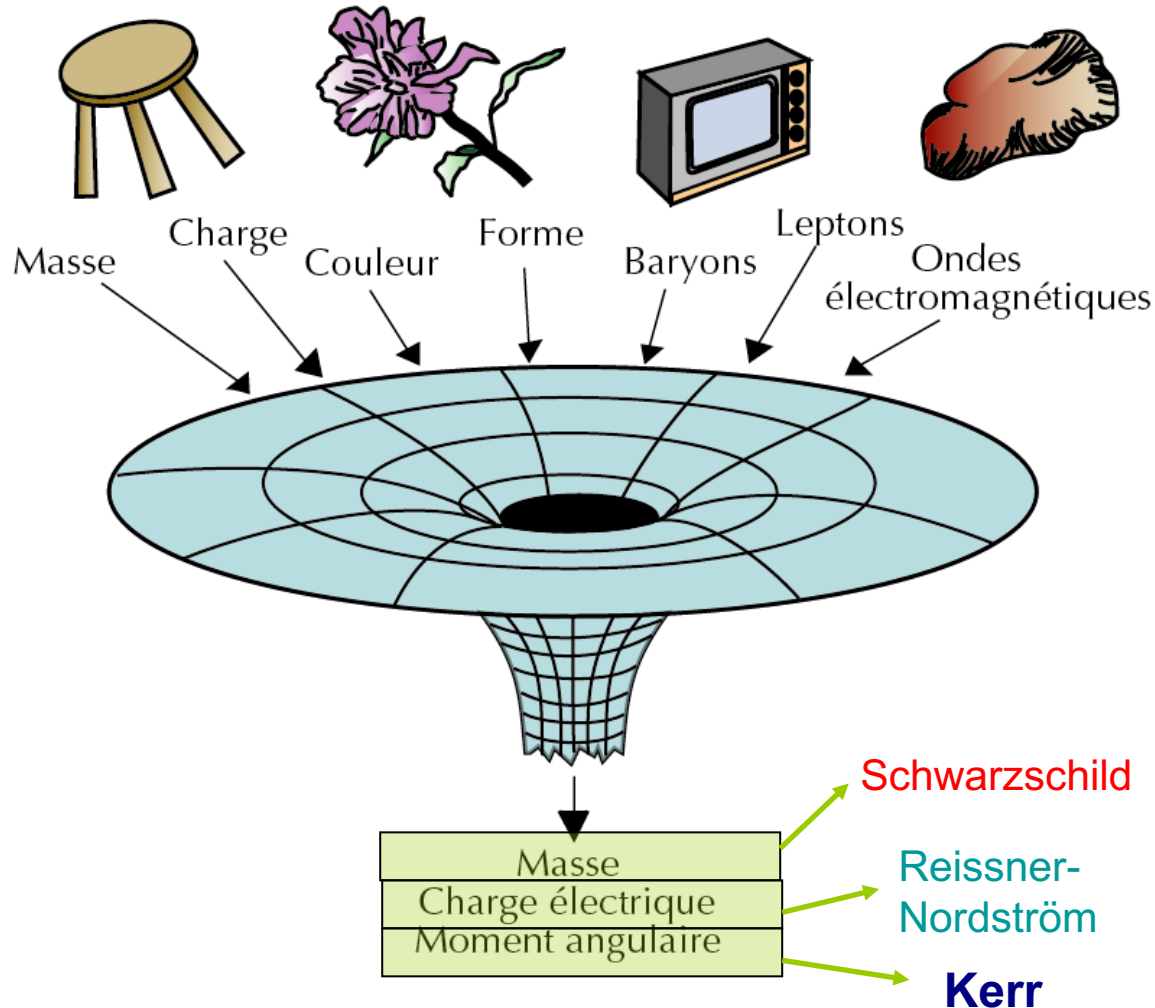 Masse
Charge
Couleur
Forme
Baryons
Leptons
Ondes
électromagnétiques
Masse
Charge électrique
Moment angulaire
Schwarzschild
Reissner-
Nordström
Kerr